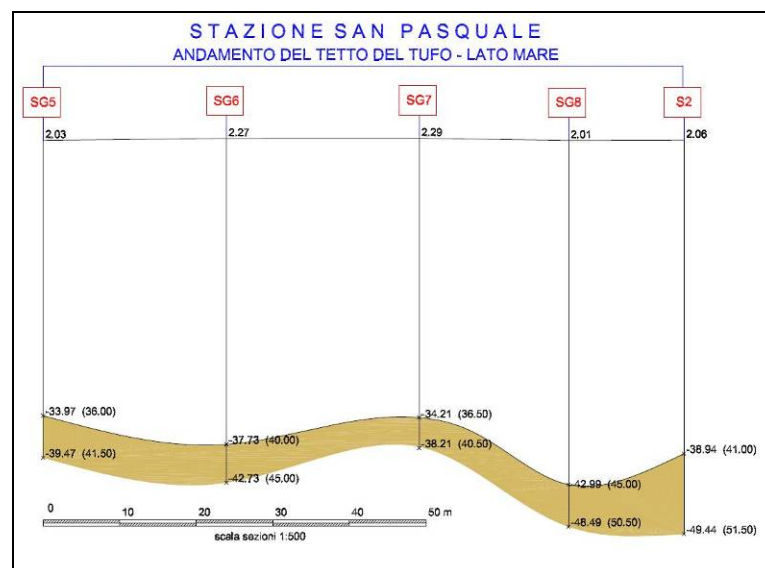 STAZIONE SAN PASQUALE
ANDAMENTO DEL TETTO DEL TUFO - LATO MARE
SG5 SG6 SG7 SG8 S2
2.03 2.27 2.29 2.01 2.06
-33.97 (36.00) -37.73 (40.00) -34.21 (36.50) -42.99 (45.00) -38.94 (41.00)
-39.47 (41.50) -42.73 (45.00) -38.21 (40.50) -48.49 (50.50) -49.44 (51.50)
0 10 20 30 40 50 m
scala sezioni 1:500